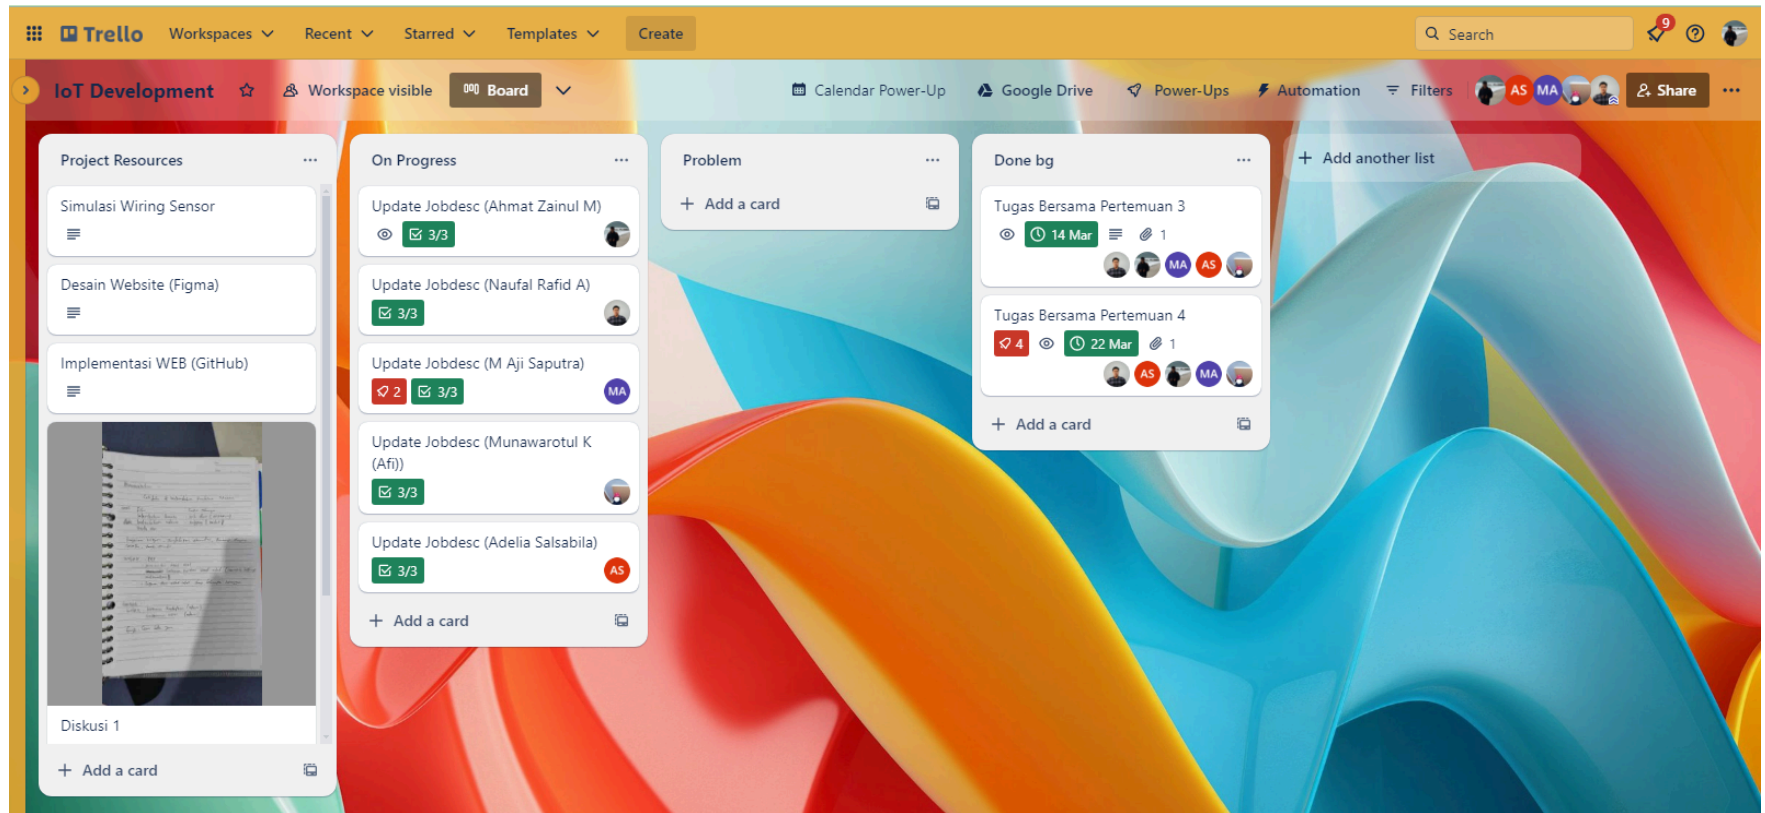 Trello Workspaces Recent Starred Templates Create Search 9
IoT Development Workspace visible Board Calendar Power-Up Google Drive Power-Ups Automation Filters AS MA Share
Project Resources
Simulasi Wiring Sensor
Desain Website (Figma)
Implementasi WEB (GitHub)
Diskusi 1
+ Add a card
On Progress
Update Jobdesc (Ahmat Zainul M)
3/3
Update Jobdesc (Naufal Rafid A)
3/3
Update Jobdesc (M Aji Saputra)
2 3/3 MA
Update Jobdesc (Munawarotul K
(Afi))
3/3
Update Jobdesc (Adelia Salsabila)
3/3 AS
+ Add a card
Problem
+ Add a card
Done bg
Tugas Bersama Pertemuan 3
14 Mar 1
MA AS
Tugas Bersama Pertemuan 4
4 22 Mar 1
AS MA
+ Add a card
+ Add another list